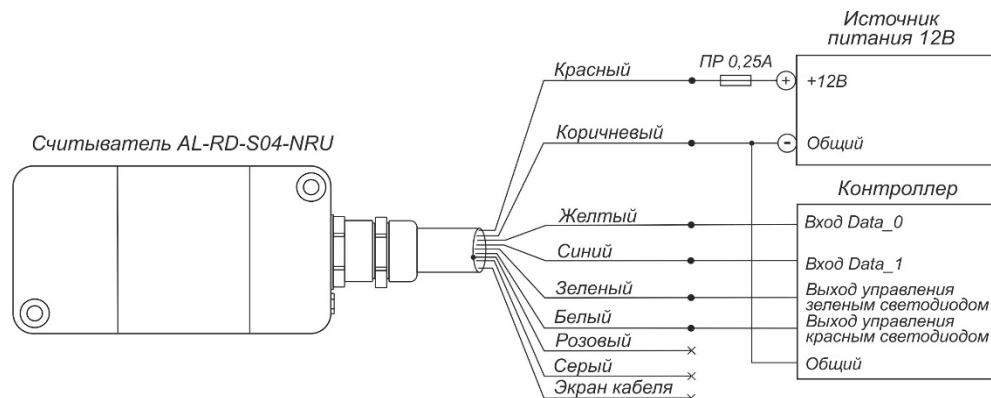 Источник
питания 12В
ПР 0,25А
Красный
+12В
Коричневый
Общий
Считыватель AL-RD-S04-NRU
Контроллер
Желтый
Вход Data_0
Синий
Вход Data_1
Зеленый
Выход управления
зеленым светодиодом
Белый
Выход управления
красным светодиодом
Розовый
Серый
Общий
Экран кабеля